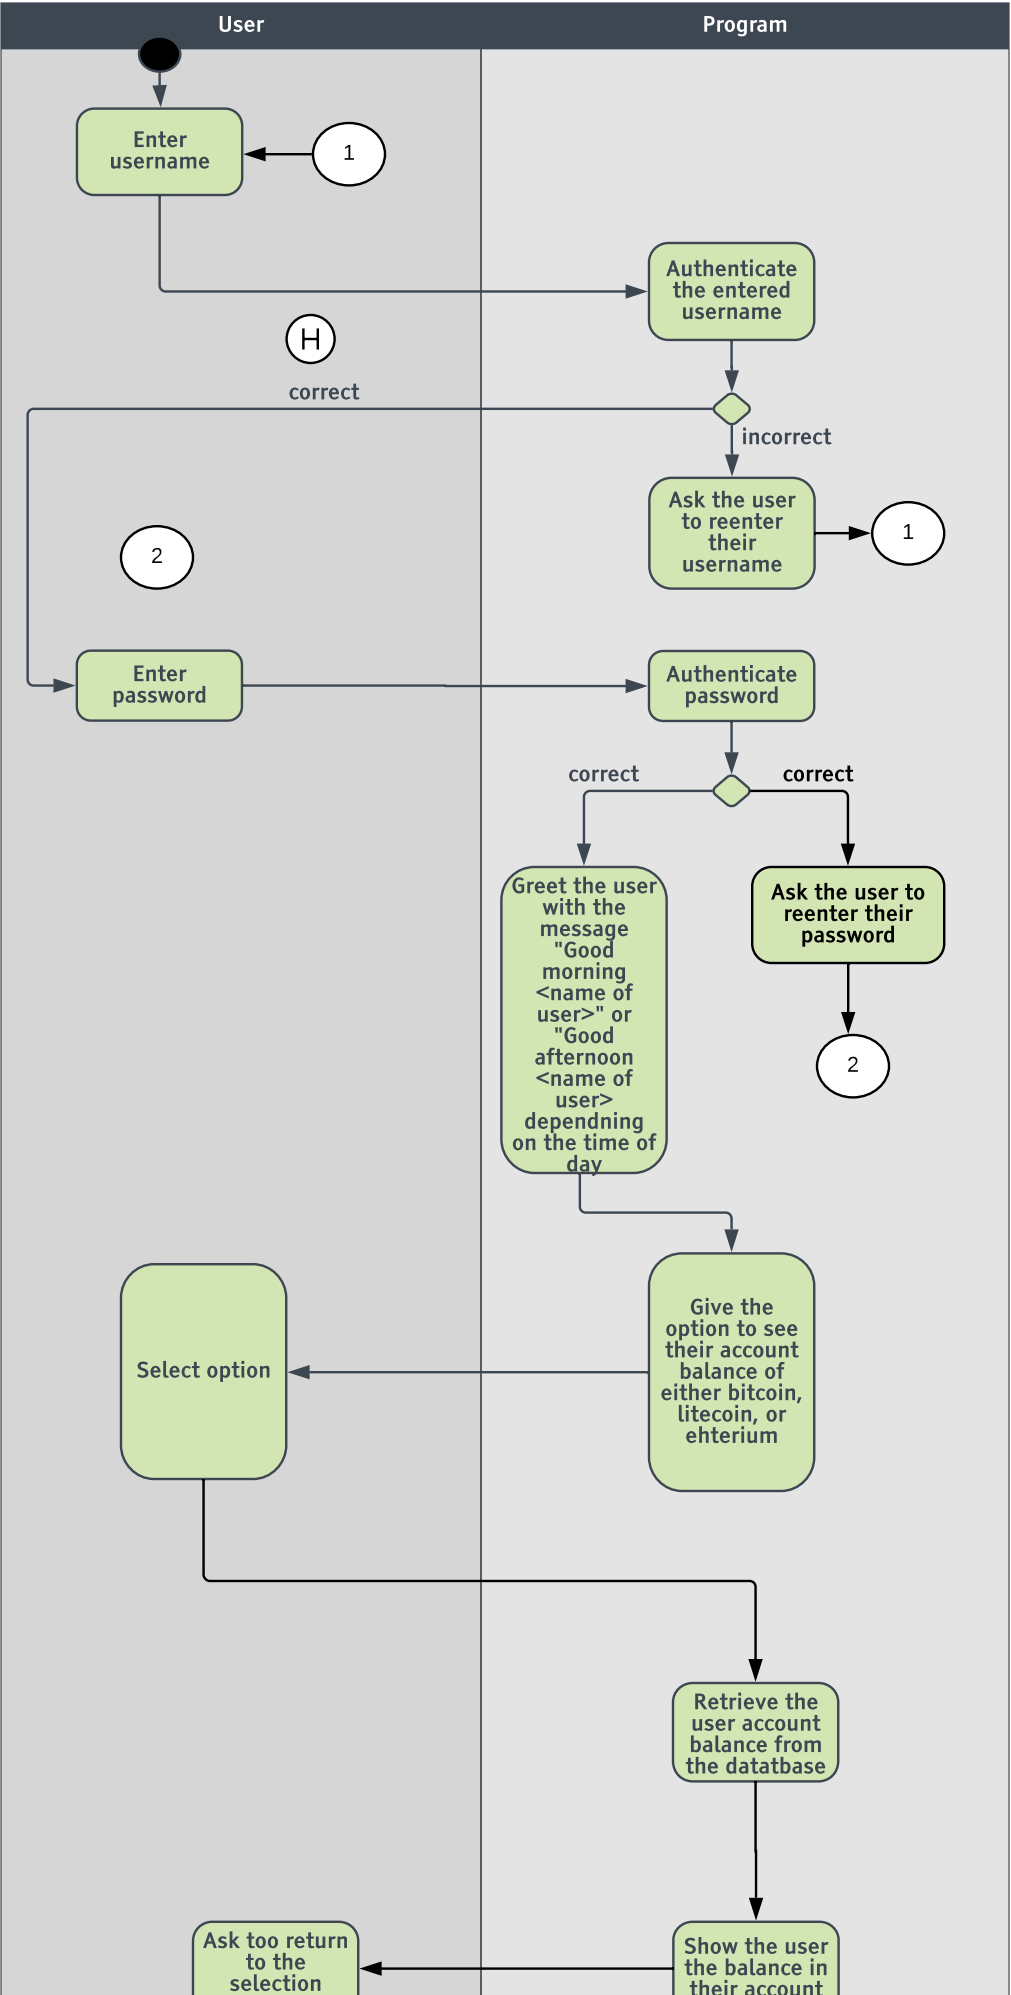 User
Program
Enter
username
1
Authenticate
the entered
username
H
correct
incorrect
Ask the user
to reenter
their
username
1
2
Enter
password
Authenticate
password
correct
correct
Greet the user
with the
message
"Good
morning
<name of
user>" or
"Good
afternoon
<name of
user>
dependning
on the time of
day
Ask the user to
reenter their
password
2
Give the
option to see
their account
balance of
either bitcoin,
litecoin, or
ehterium
Select option
Retrieve the
user account
balance from
the datatbase
Ask too return
to the
selection
Show the user
the balance in
their account